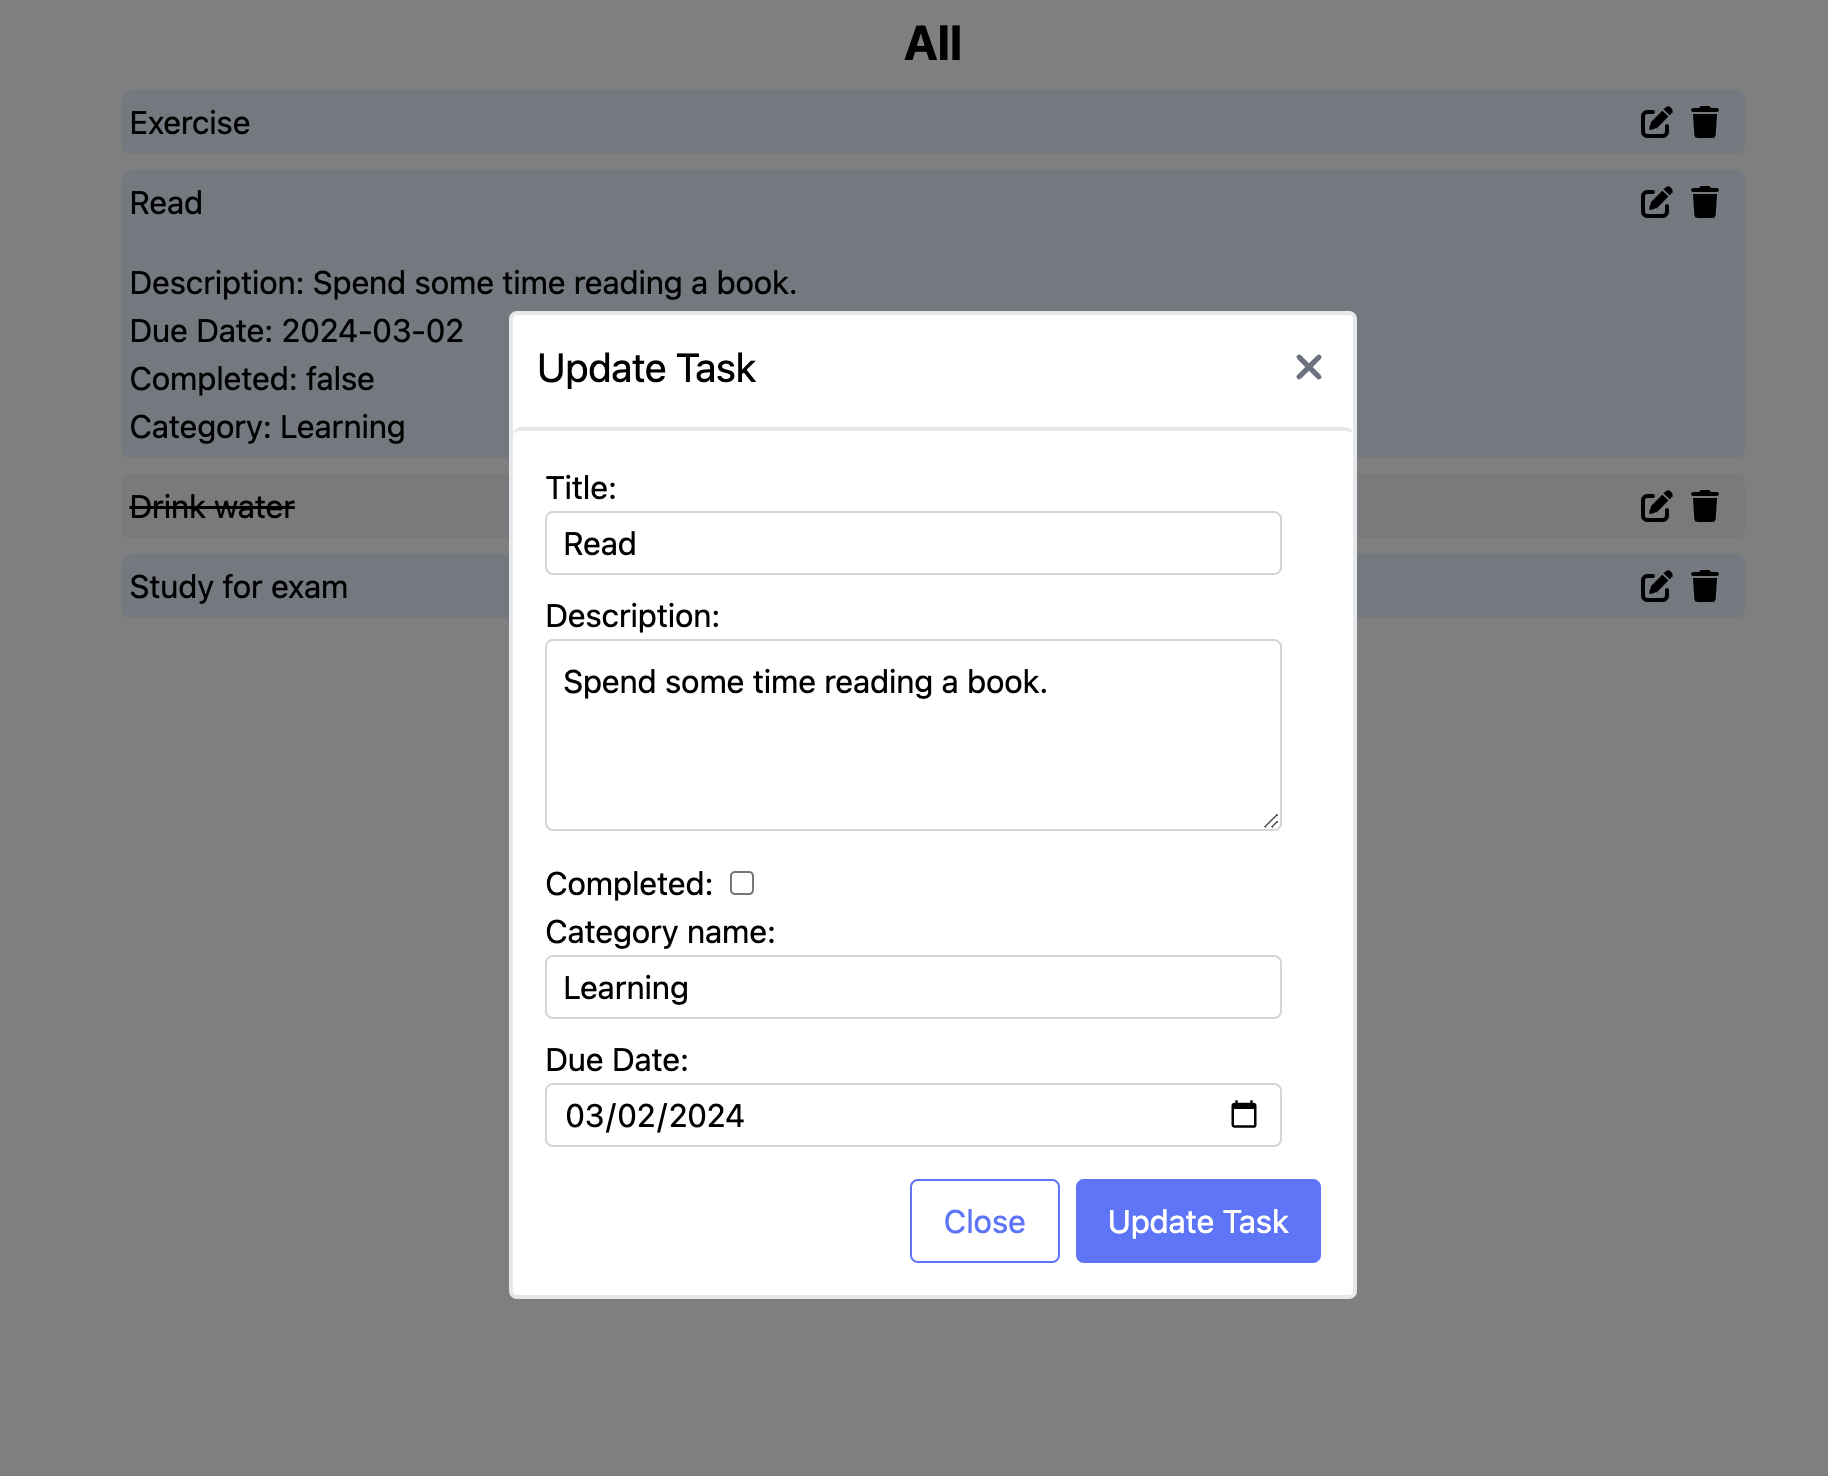 All
Exercise
Read
Description: Spend some time reading a book.
Due Date: 2024-03-02
Completed: false
Category: Learning
Drink water
Study for exam
Update Task
Title:
Read
Description:
Spend some time reading a book.
Completed:
Category name:
Learning
Due Date:
03/02/2024
Close
Update Task